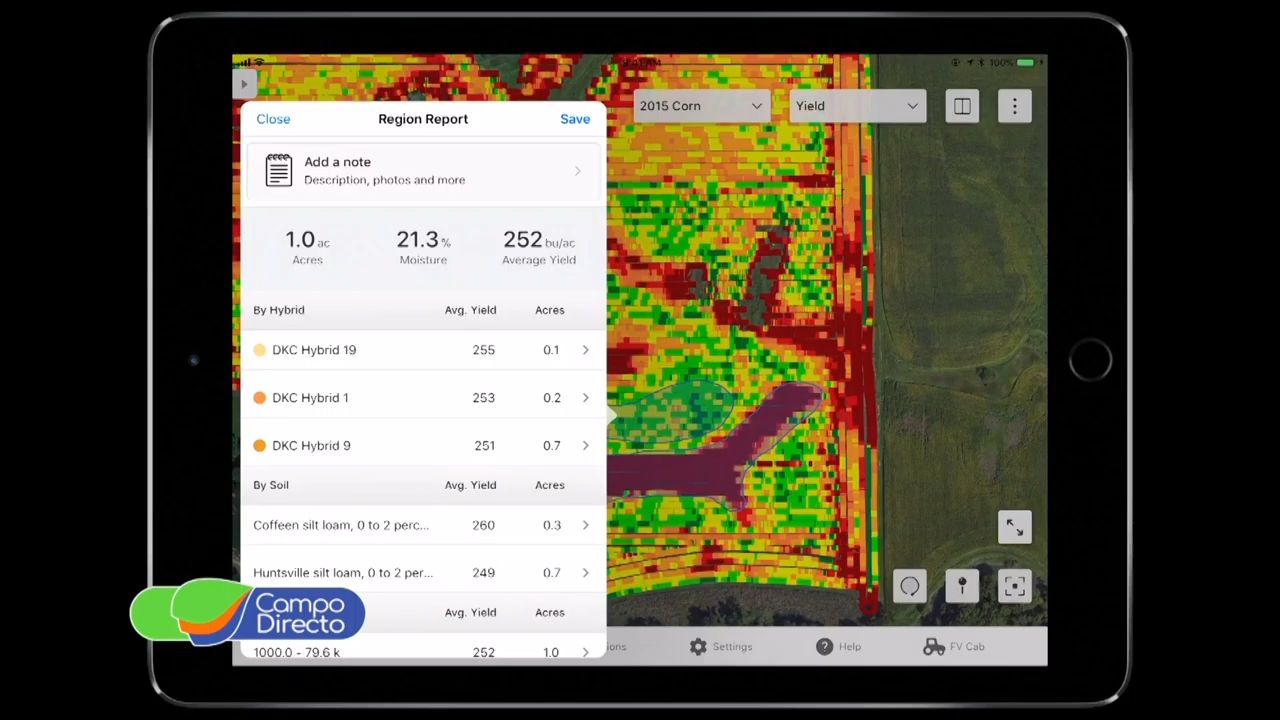 100%
2015 Corn
Yield
Close
Region Report
Save
Add a note
Description, photos and more
1.0 ac
21.3 %
252 bu/ac
Acres
Moisture
Average Yield
By Hybrid
Avg. Yield
Acres
DKC Hybrid 19
255
0.1
DKC Hybrid 1
253
0.2
DKC Hybrid 9
251
0.7
By Soil
Avg. Yield
Acres
Coffeen silt loam, 0 to 2 perc...
260
0.3
Huntsville silt loam, 0 to 2 per...
249
0.7
Avg. Yield
Acres
1000.0 - 79.6 k
252
1.0
Campo
Directo
ions
Settings
Help
FV Cab